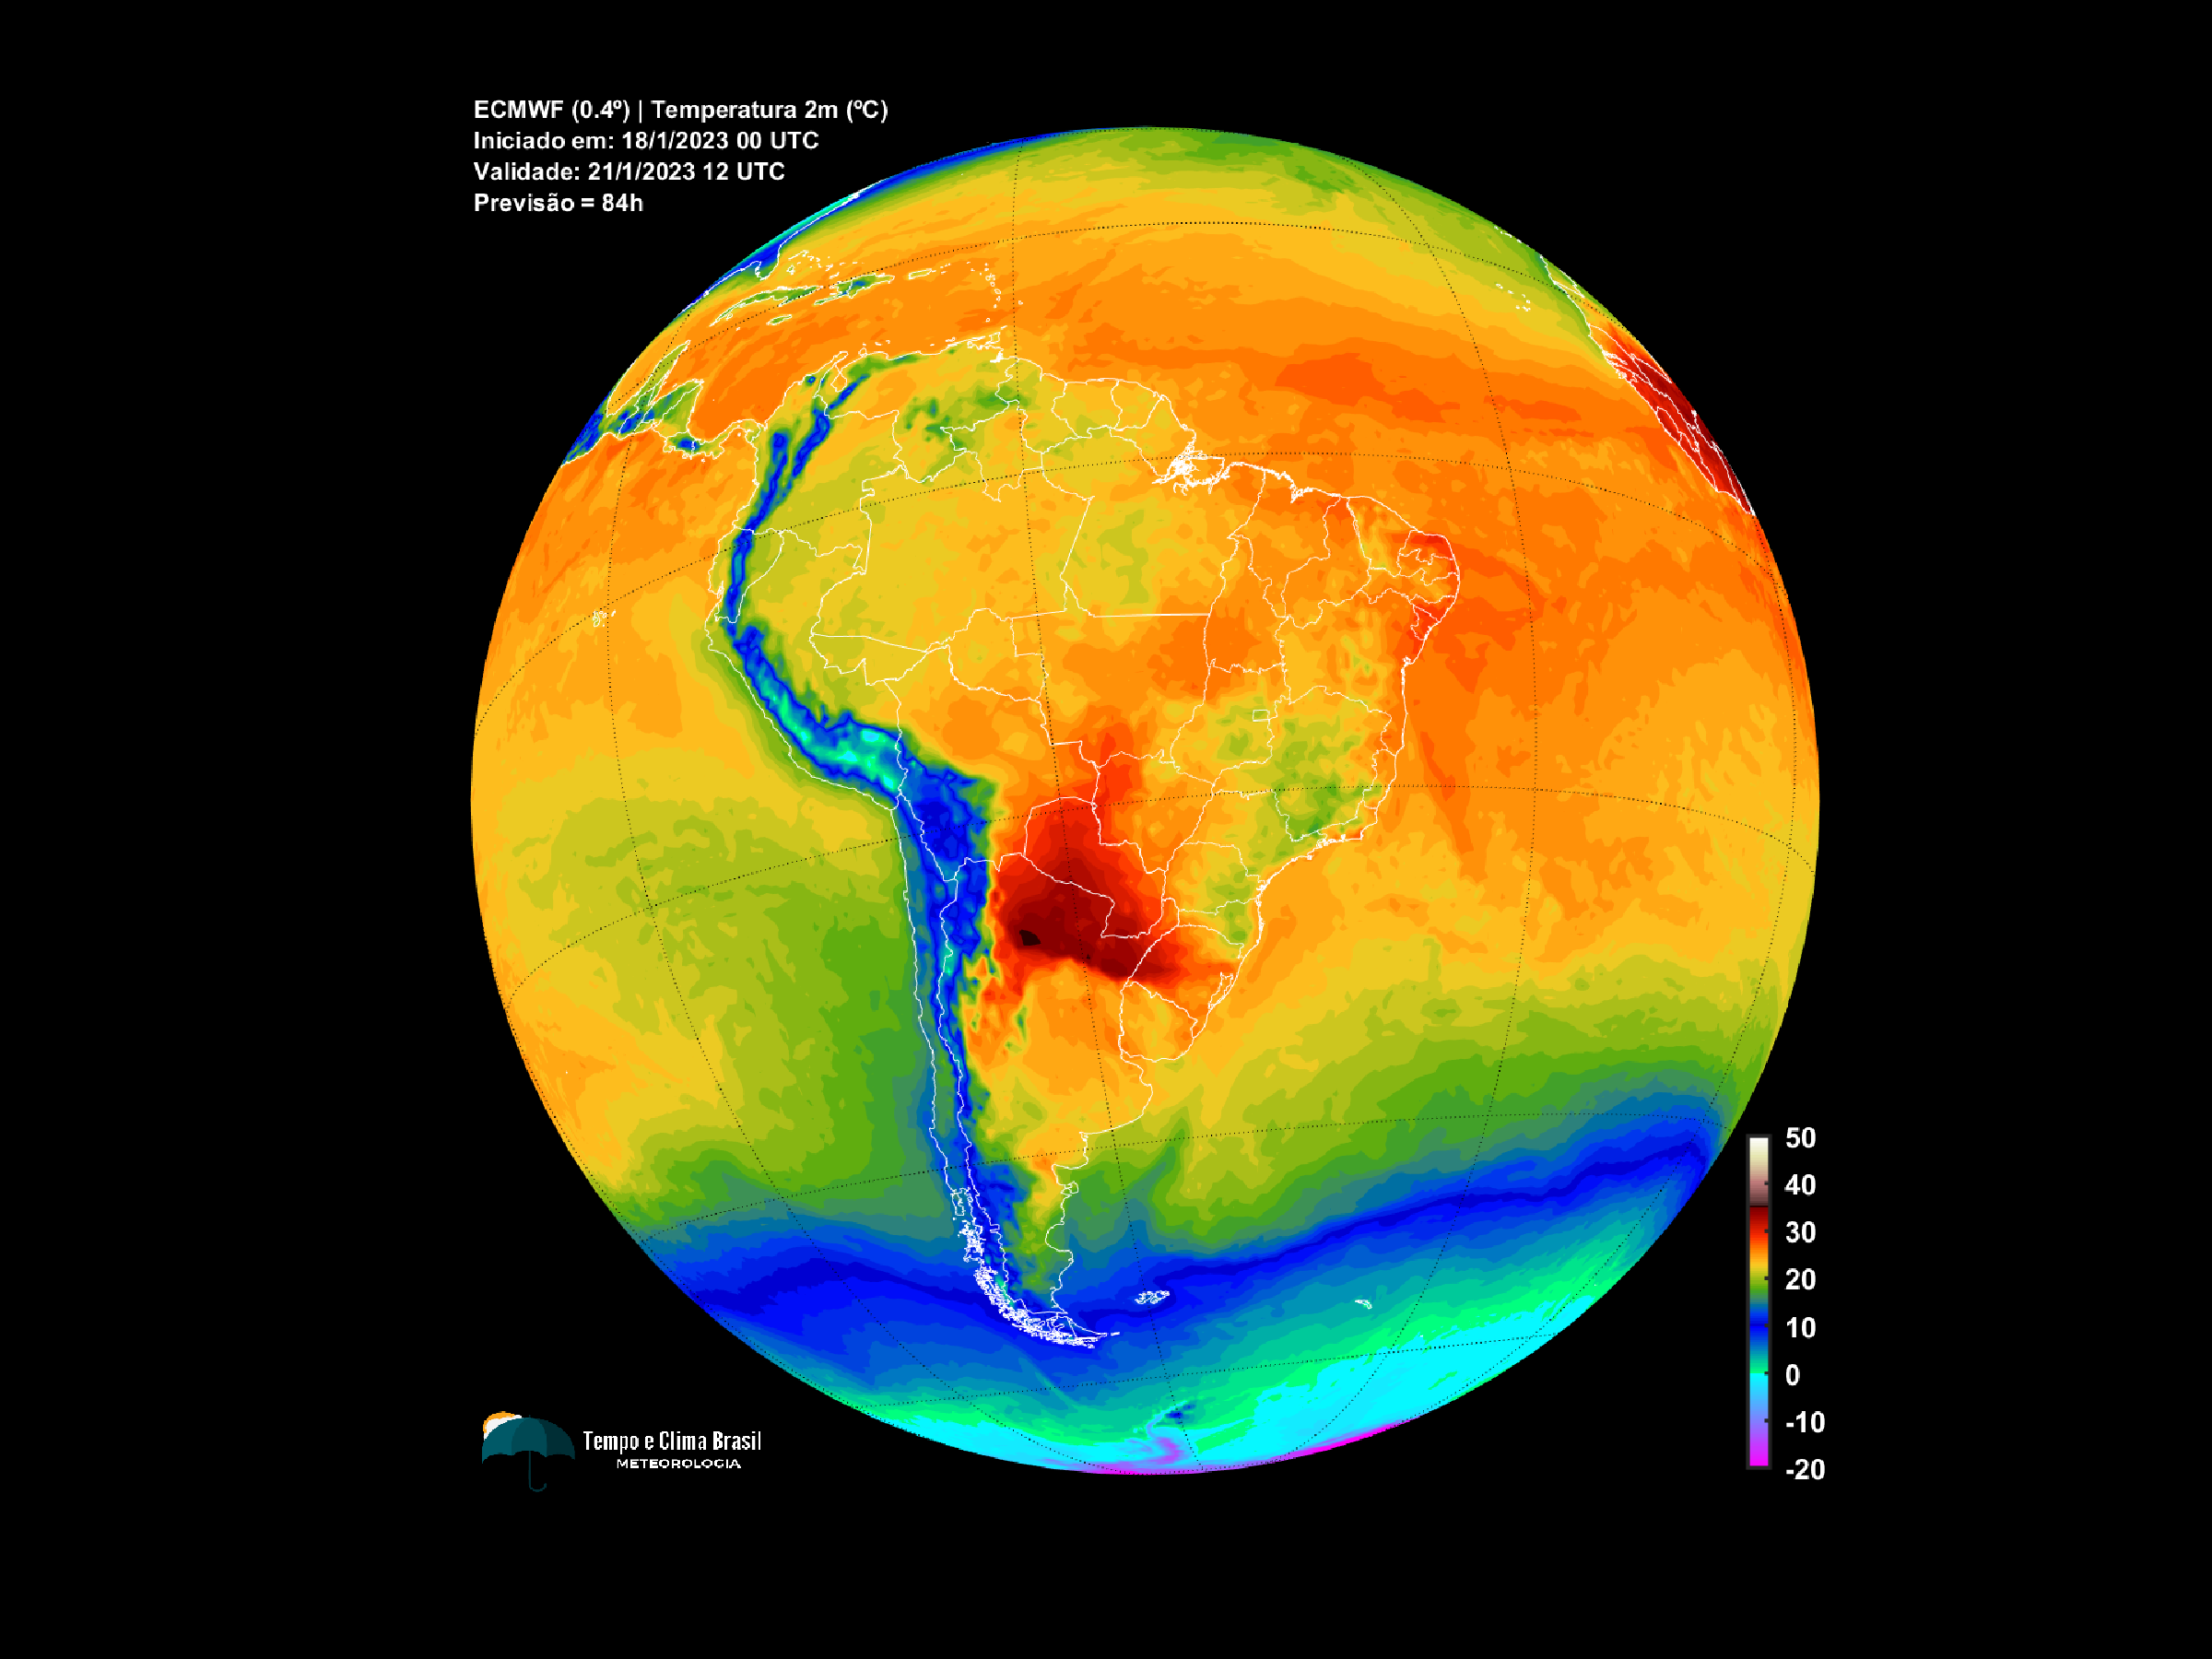 ECMWF (0.4º) | Temperatura 2m (ºC)
Iniciado em: 18/1/2023 00 UTC
Validade: 21/1/2023 12 UTC
Previsão = 84h
50
40
30
20
10
0
-10
-20
Tempo e Clima Brasil
METEOROLOGIA